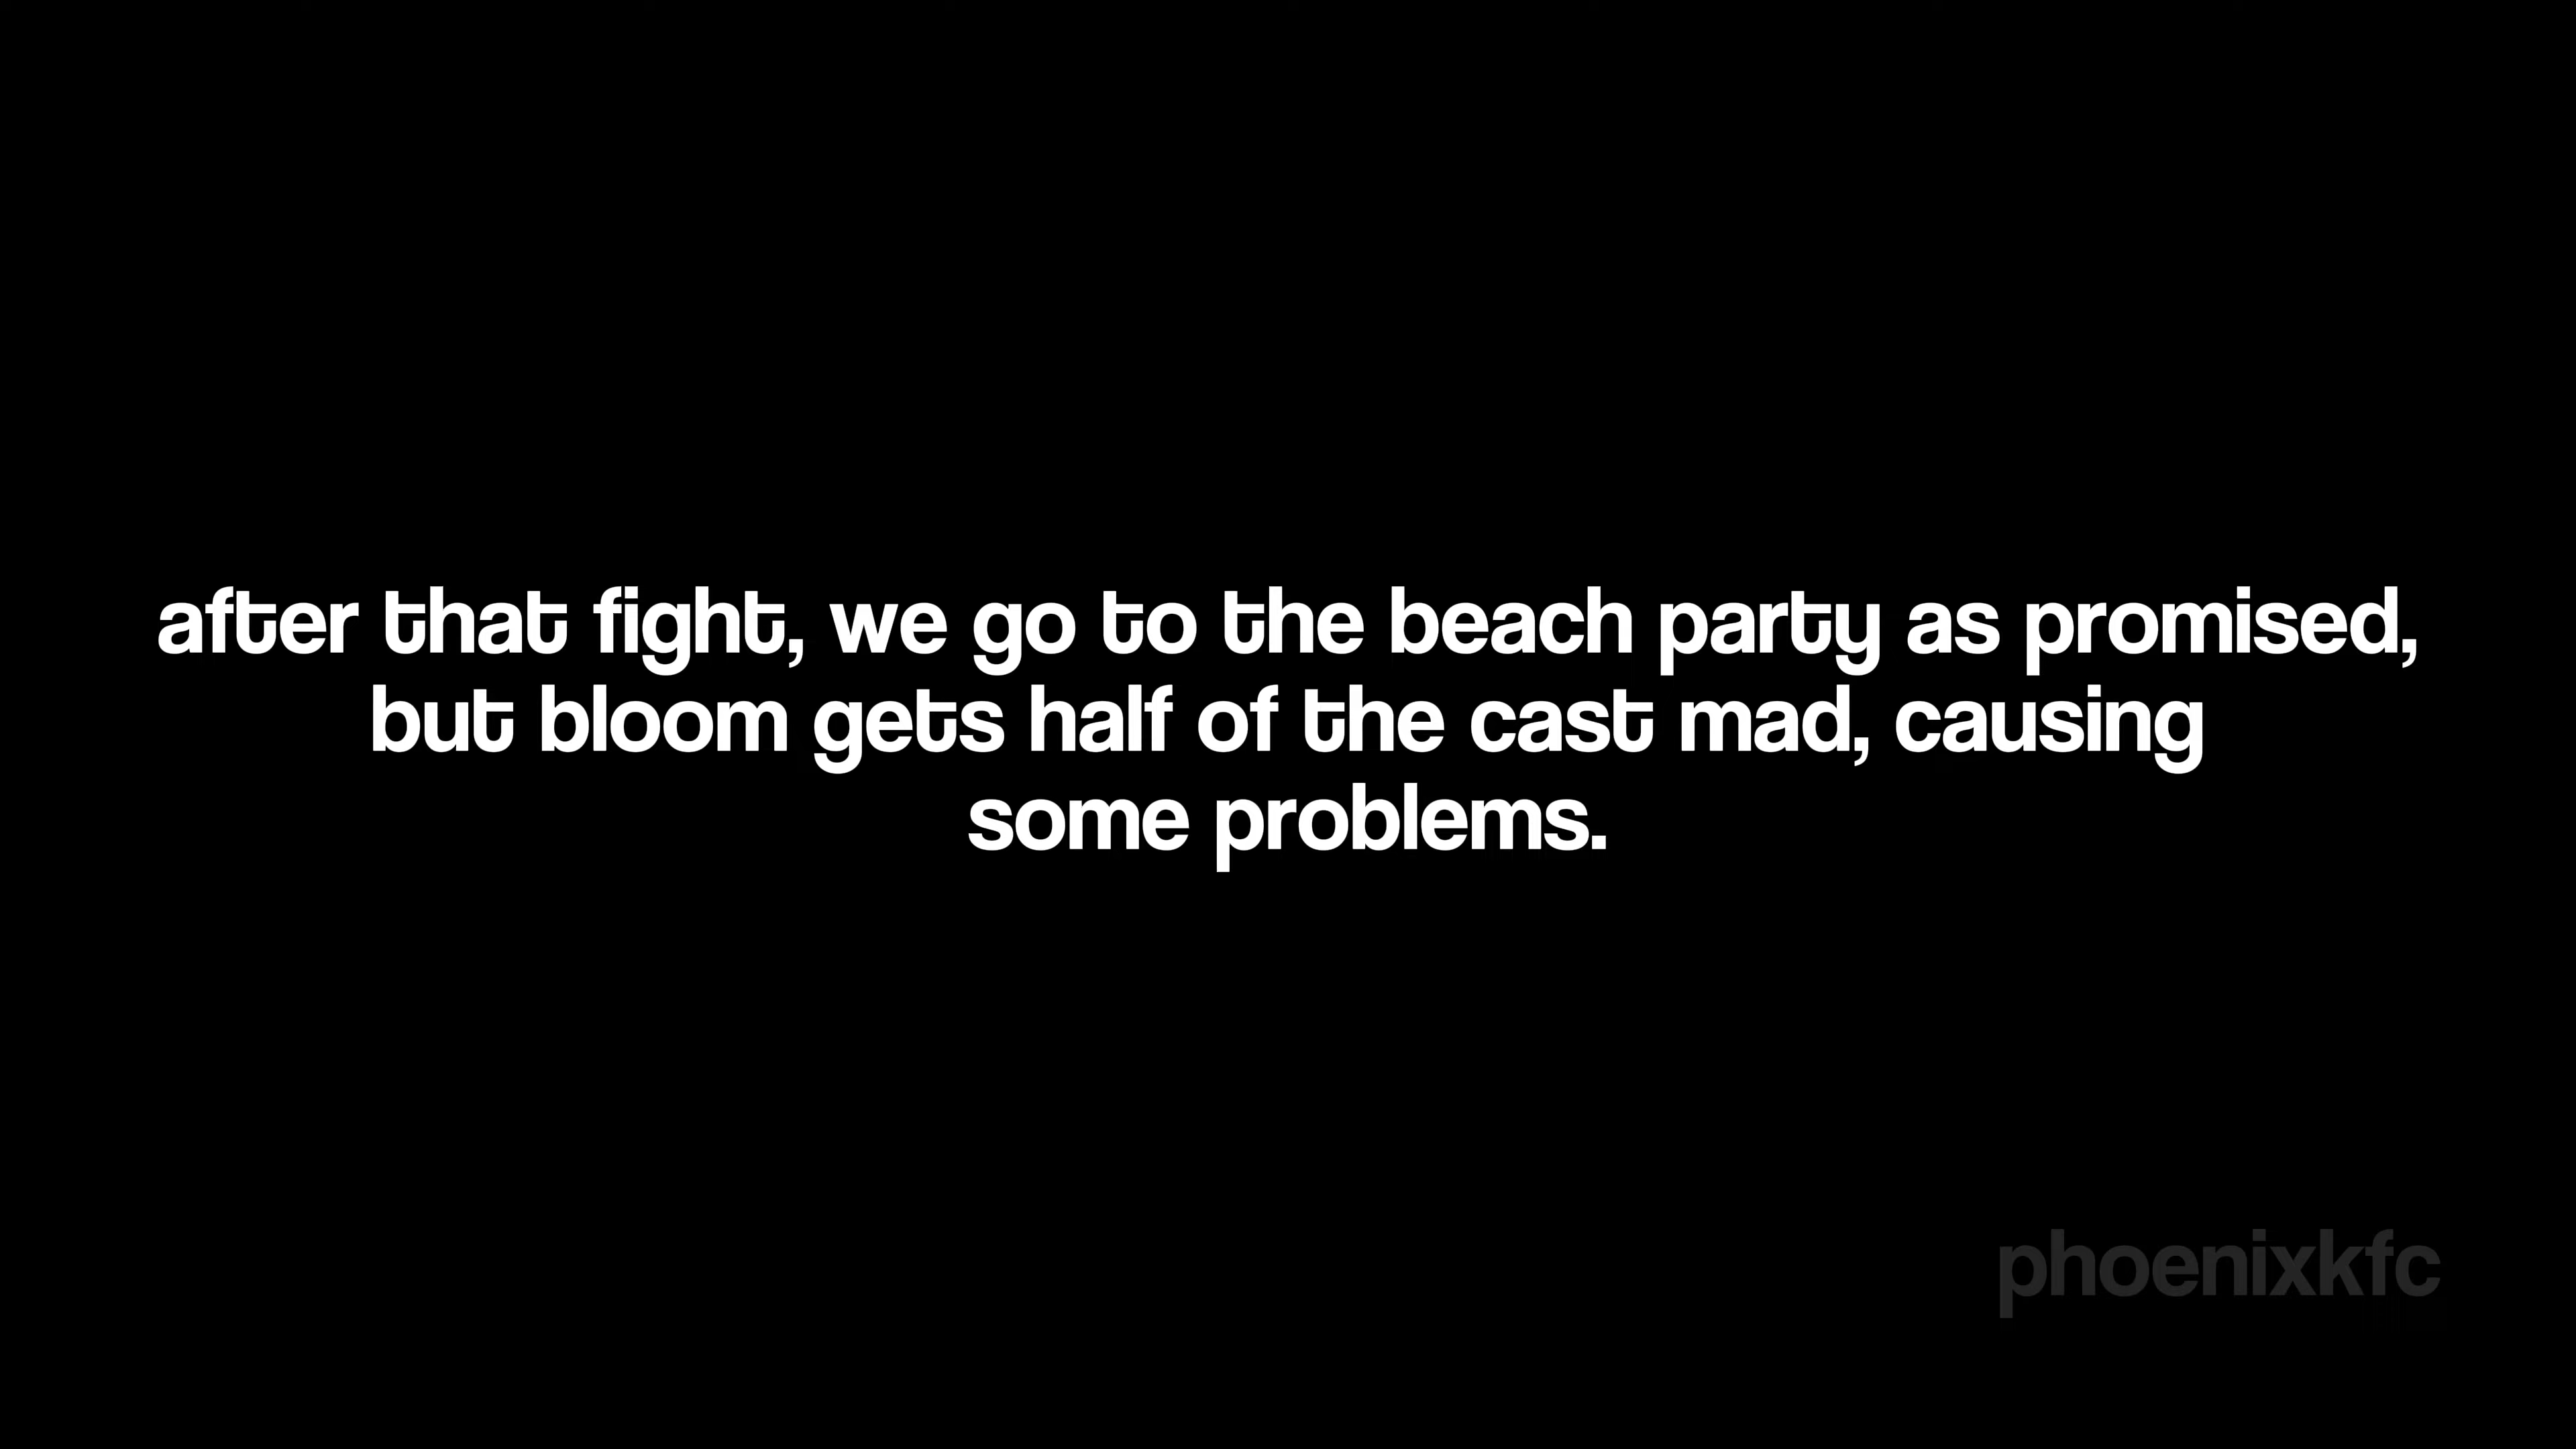 after that fight, we go to the beach party as promised,
but bloom gets half of the cast mad, causing
some problems.
phoenixkfc